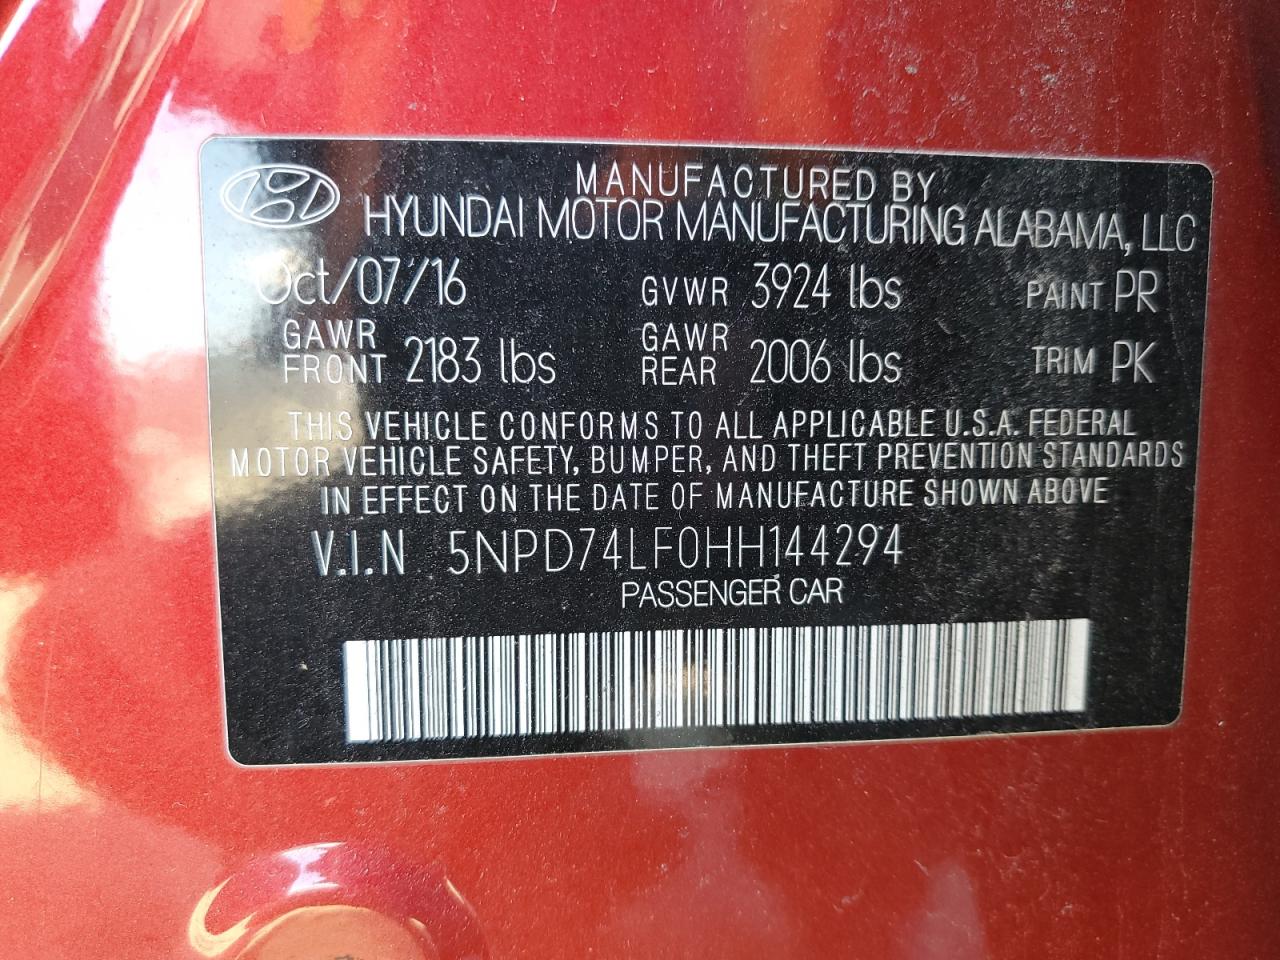 MANUFACTURED BY
HYUNDAI MOTOR MANUFACTURING ALABAMA, LLC
Oct/07/16 GVWR 3924 lbs PAINT PR
GAWR FRONT 2183 lbs GAWR REAR 2006 lbs TRIM PK
THIS VEHICLE CONFORMS TO ALL APPLICABLE U.S.A. FEDERAL
MOTOR VEHICLE SAFETY, BUMPER, AND THEFT PREVENTION STANDARDS
IN EFFECT ON THE DATE OF MANUFACTURE SHOWN ABOVE
V.I.N 5NPD74LF0HH144294
PASSENGER CAR